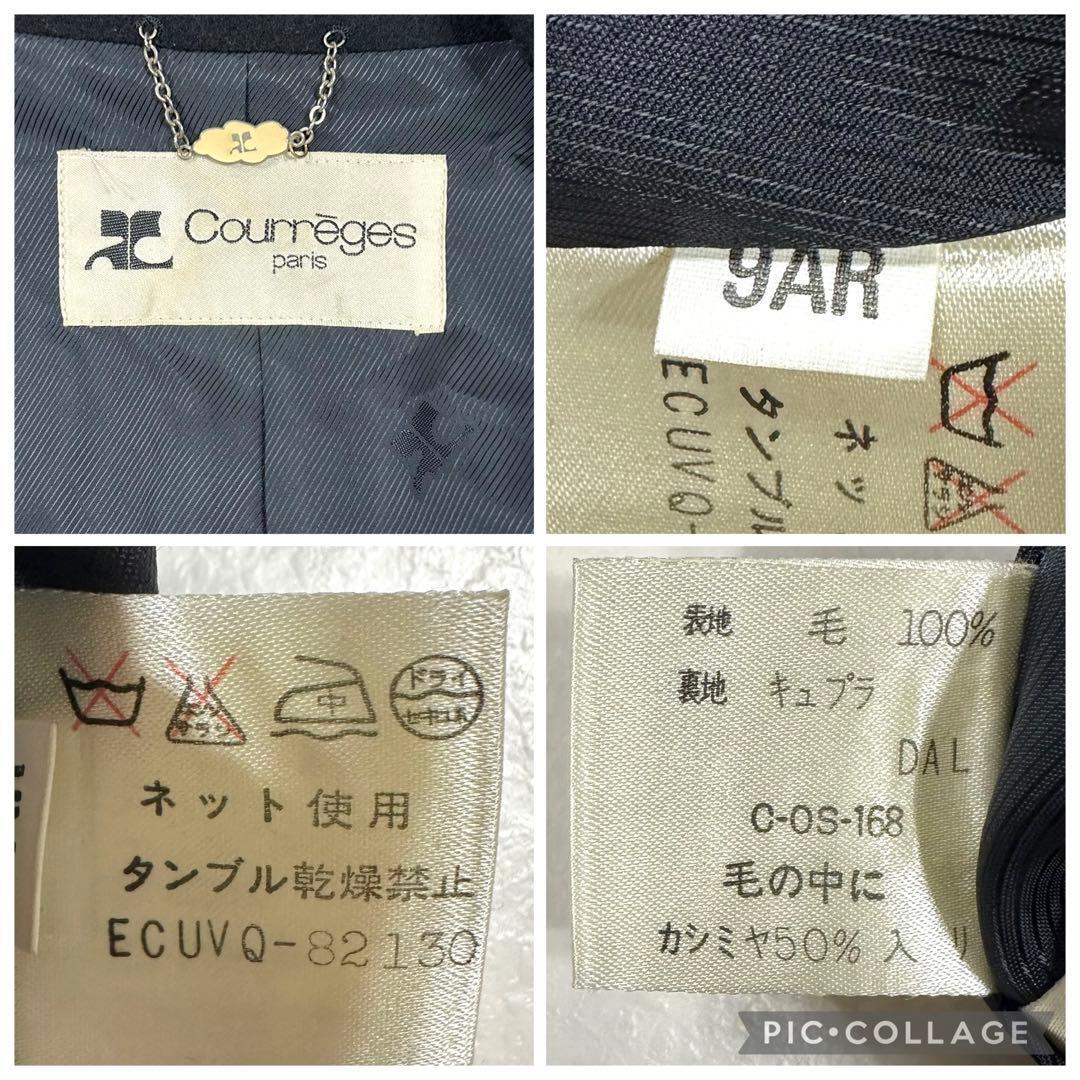 Courrèges
paris
9AR
ネッ
タンブル
ECUVQ-
中
ドライ
セキユ系
ネット使用
タンブル乾燥禁止
ECUVQ-82130
表地 毛 100%
裏地 キュプラ
DAL
C-OS-168
毛の中に
カシミヤ50%入り
PIC•COLLAGE